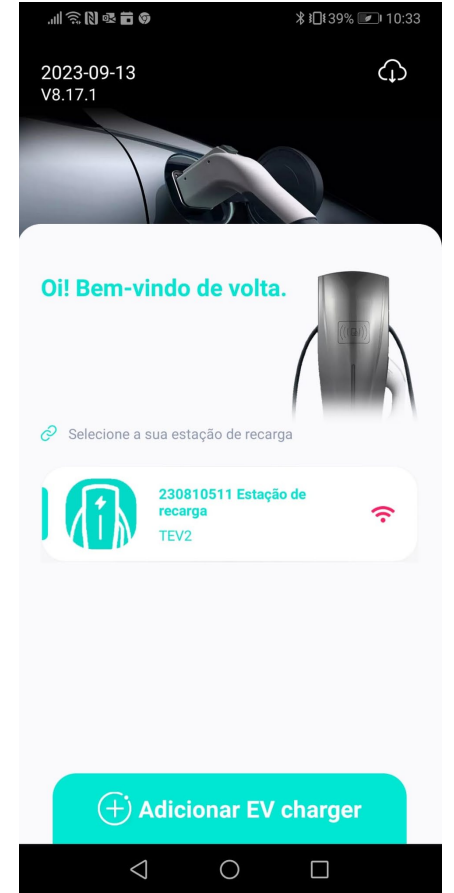 39% 10:33
2023-09-13
V8.17.1
Oi! Bem-vindo de volta.
Selecione a sua estação de recarga
230810511 Estação de
recarga
TEV2
Adicionar EV charger